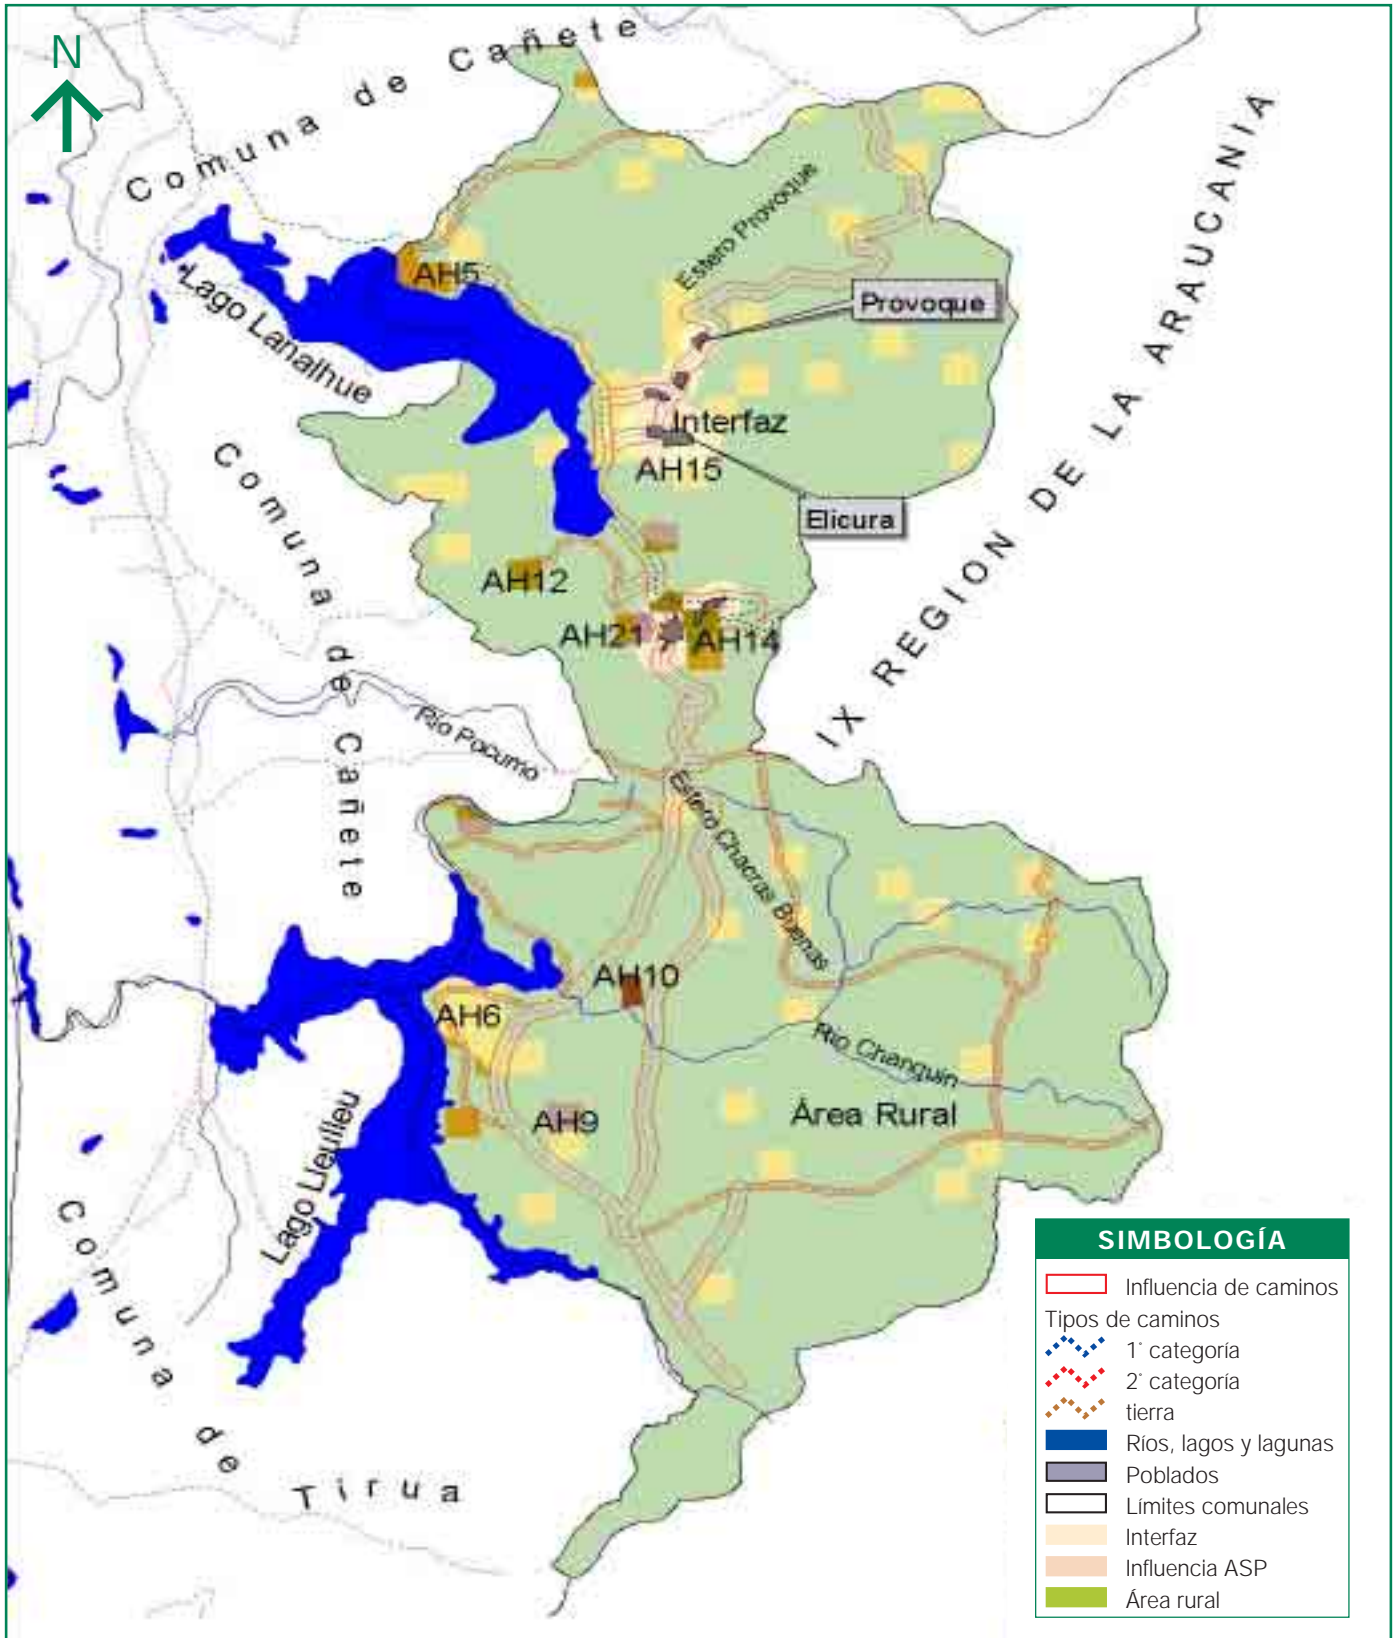 N
Comuna de Cañete
Estero Provoque
AH5
Provoque
Lago Lanalhue
Interfaz
AH15
Elicura
IX REGION DE LA ARAUCANIA
Comuna de Cañete
AH12
AH21
AH14
Río Pocumo
Estero Chacras Buenas
AH10
AH6
Río Chanquin
Área Rural
AH9
Lago Lleulleu
Comuna de Tirua
SIMBOLOGÍA
Influencia de caminos
Tipos de caminos
1° categoría
2° categoría
tierra
Ríos, lagos y lagunas
Poblados
Límites comunales
Interfaz
Influencia ASP
Área rural